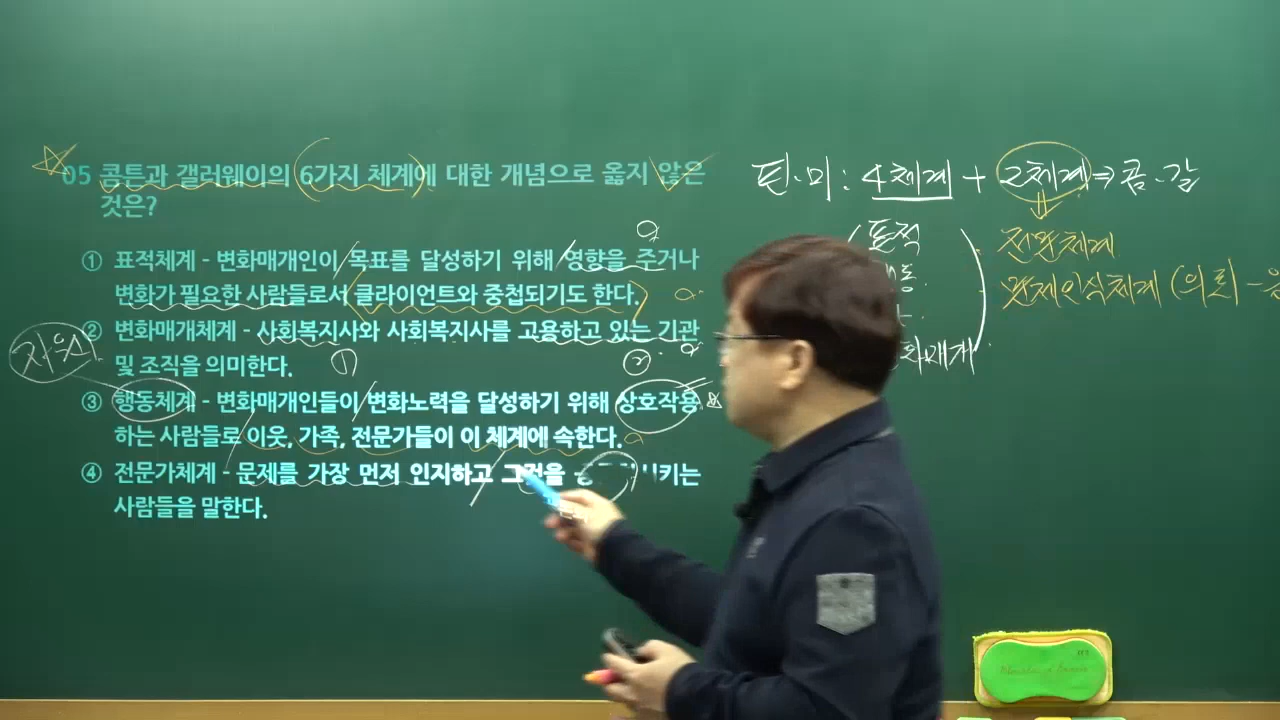 05 콤튼과 갤러웨이의 6가지 체계에 대한 개념으로 옳지 않은
것은?
① 표적체계 - 변화매개인이 목표를 달성하기 위해 영향을 주거나
변화가 필요한 사람들로서 클라이언트와 중첩되기도 한다.
② 변화매개체계 - 사회복지사와 사회복지사를 고용하고 있는 기관
및 조직을 의미한다.
③ 행동체계 - 변화매개인들이 변화노력을 달성하기 위해 상호작용
하는 사람들로 이웃, 가족, 전문가들이 이 체계에 속한다.
④ 전문가체계 - 문제를 가장 먼저 인지하고 그것을
사람들을 말한다.
자원
① ②
핀·미: 4체계 + 2체계 ⇒ 콤·갈
표적
전문체계
문제인식체계 (의뢰-응